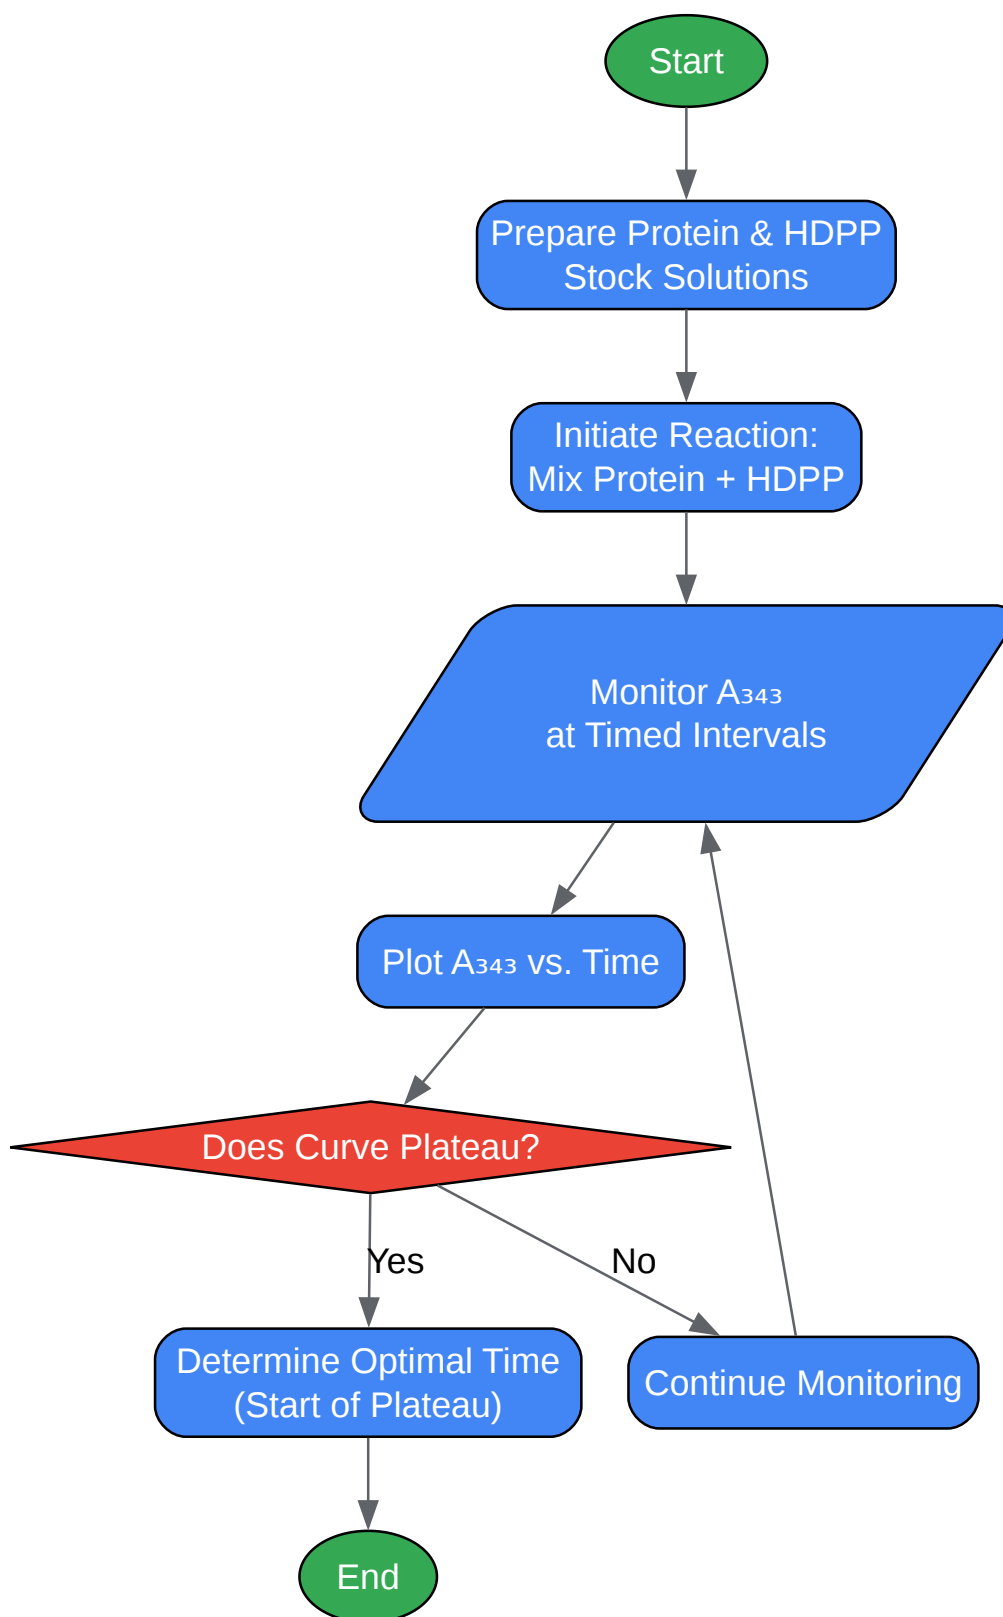 Start
Prepare Protein & HDPP
Stock Solutions
Initiate Reaction:
Mix Protein + HDPP
Monitor A₃₄₃
at Timed Intervals
Plot A₃₄₃ vs. Time
Does Curve Plateau?
Yes
No
Determine Optimal Time
(Start of Plateau)
Continue Monitoring
End